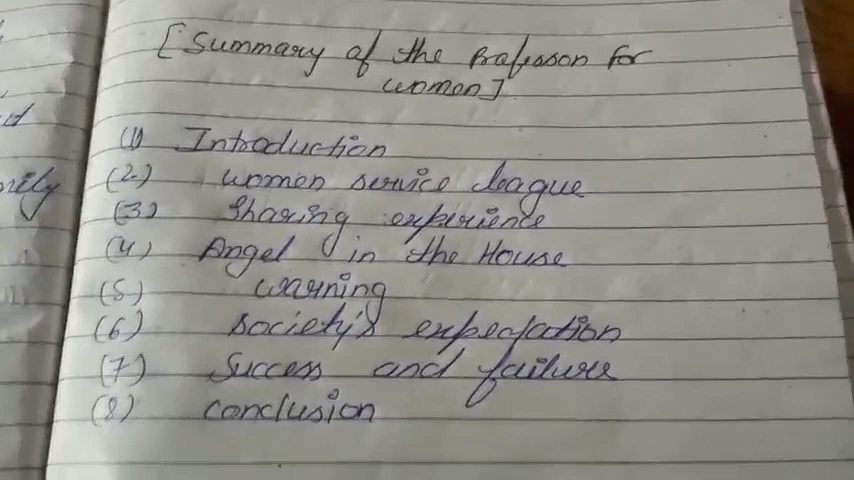 [Summary of the Profession for
women]
(1) Introduction
(2) women service league
(3) Sharing experience
(4) Angel in the House
(5) warning
(6) society's expectation
(7) Success and failure
(8) conclusion